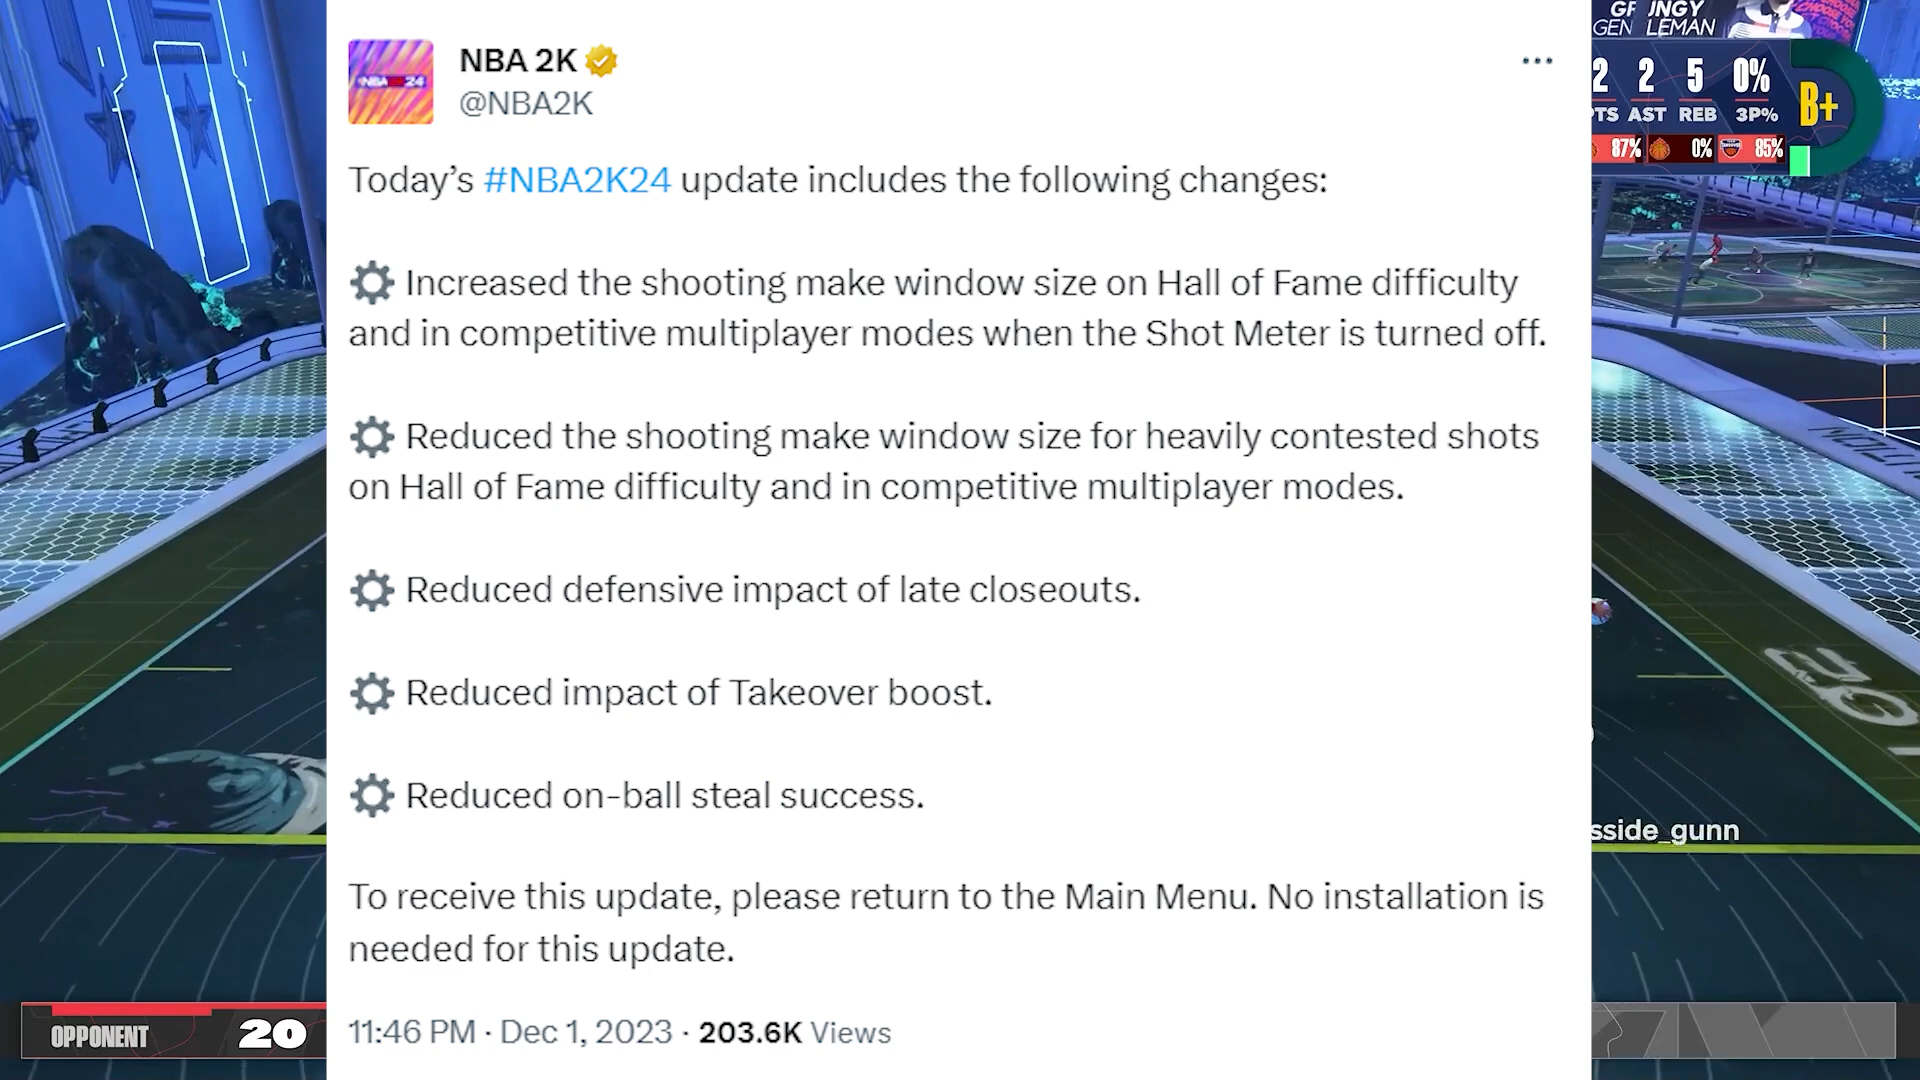 NBA 2K
@NBA2K
Today's #NBA2K24 update includes the following changes:
Increased the shooting make window size on Hall of Fame difficulty
and in competitive multiplayer modes when the Shot Meter is turned off.
Reduced the shooting make window size for heavily contested shots
on Hall of Fame difficulty and in competitive multiplayer modes.
Reduced defensive impact of late closeouts.
Reduced impact of Takeover boost.
Reduced on-ball steal success.
To receive this update, please return to the Main Menu. No installation is
needed for this update.
11:46 PM · Dec 1, 2023 · 203.6K Views
OPPONENT 20
2 2 5 0%
PTS AST REB 3P%
B+
87% 0% 85%
sside_gunn